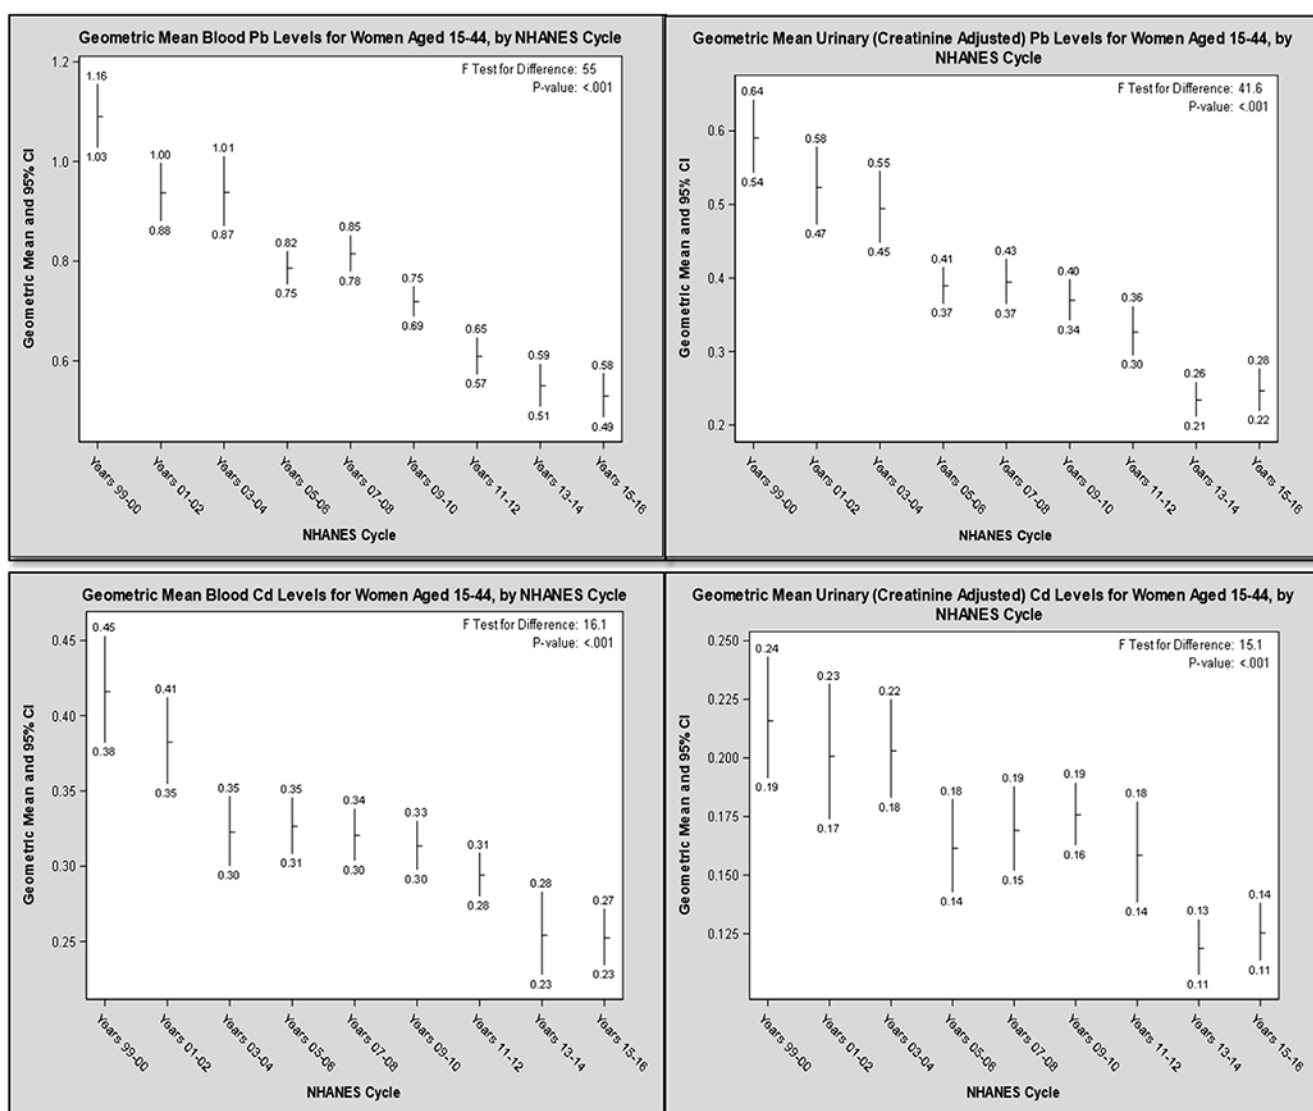 Geometric Mean Blood Pb Levels for Women Aged 15-44, by NHANES Cycle
F Test for Difference: 55
P-value: <.001
Geometric Mean and 95% CI
1.2
1.0
0.8
0.6
1.16
1.03
1.00
0.88
1.01
0.87
0.82
0.75
0.85
0.78
0.75
0.69
0.65
0.57
0.59
0.51
0.58
0.49
Years 99-00
Years 01-02
Years 03-04
Years 05-06
Years 07-08
Years 09-10
Years 11-12
Years 13-14
Years 15-16
NHANES Cycle
Geometric Mean Urinary (Creatinine Adjusted) Pb Levels for Women Aged 15-44, by
NHANES Cycle
F Test for Difference: 41.6
P-value: <.001
Geometric Mean and 95% CI
0.6
0.5
0.4
0.3
0.2
0.64
0.54
0.58
0.47
0.55
0.45
0.41
0.37
0.43
0.37
0.40
0.34
0.36
0.30
0.26
0.21
0.28
0.22
Years 99-00
Years 01-02
Years 03-04
Years 05-06
Years 07-08
Years 09-10
Years 11-12
Years 13-14
Years 15-16
NHANES Cycle
Geometric Mean Blood Cd Levels for Women Aged 15-44, by NHANES Cycle
F Test for Difference: 16.1
P-value: <.001
Geometric Mean and 95% CI
0.45
0.40
0.35
0.30
0.25
0.45
0.38
0.41
0.35
0.35
0.30
0.35
0.31
0.34
0.30
0.33
0.30
0.31
0.28
0.28
0.23
0.27
0.23
Years 99-00
Years 01-02
Years 03-04
Years 05-06
Years 07-08
Years 09-10
Years 11-12
Years 13-14
Years 15-16
NHANES Cycle
Geometric Mean Urinary (Creatinine Adjusted) Cd Levels for Women Aged 15-44, by
NHANES Cycle
F Test for Difference: 15.1
P-value: <.001
Geometric Mean and 95% CI
0.250
0.225
0.200
0.175
0.150
0.125
0.24
0.19
0.23
0.17
0.22
0.18
0.18
0.14
0.19
0.15
0.19
0.16
0.18
0.14
0.13
0.11
0.14
0.11
Years 99-00
Years 01-02
Years 03-04
Years 05-06
Years 07-08
Years 09-10
Years 11-12
Years 13-14
Years 15-16
NHANES Cycle